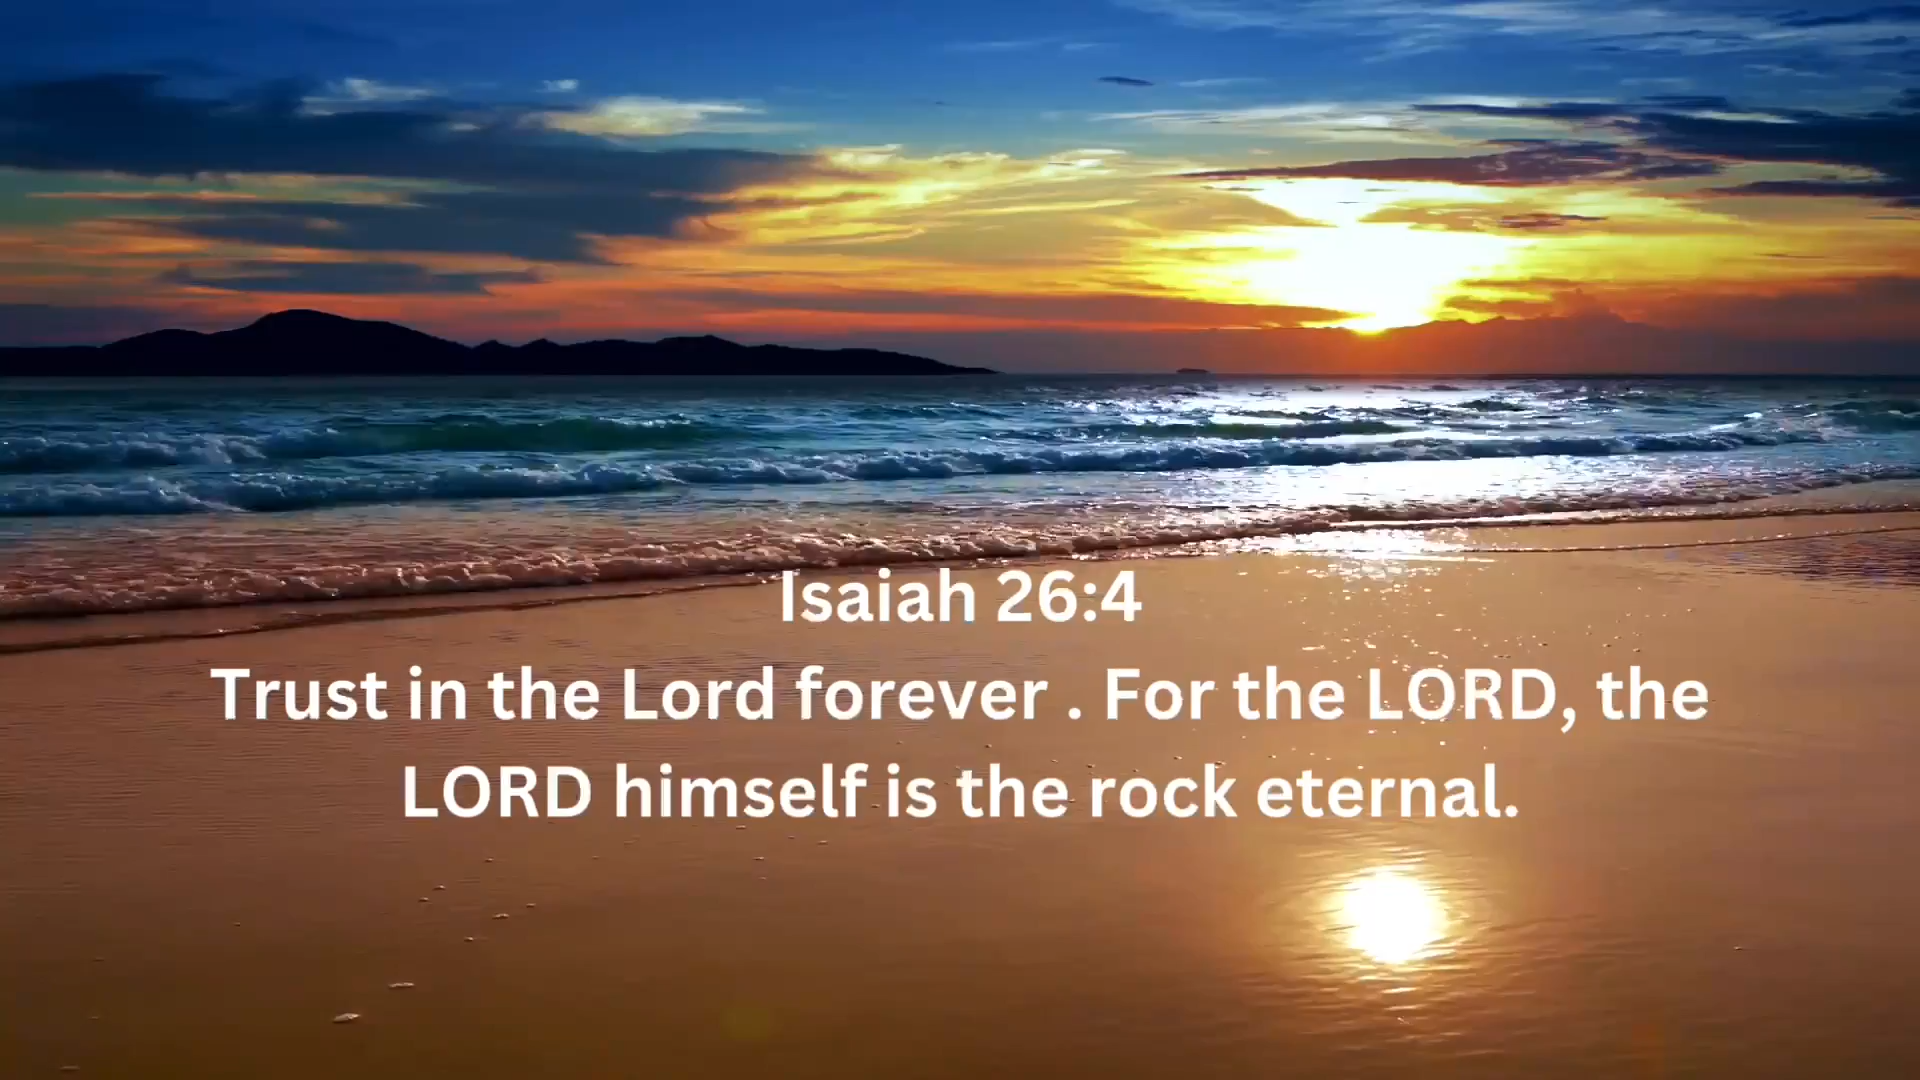 Isaiah 26:4
Trust in the Lord forever . For the LORD, the
LORD himself is the rock eternal.